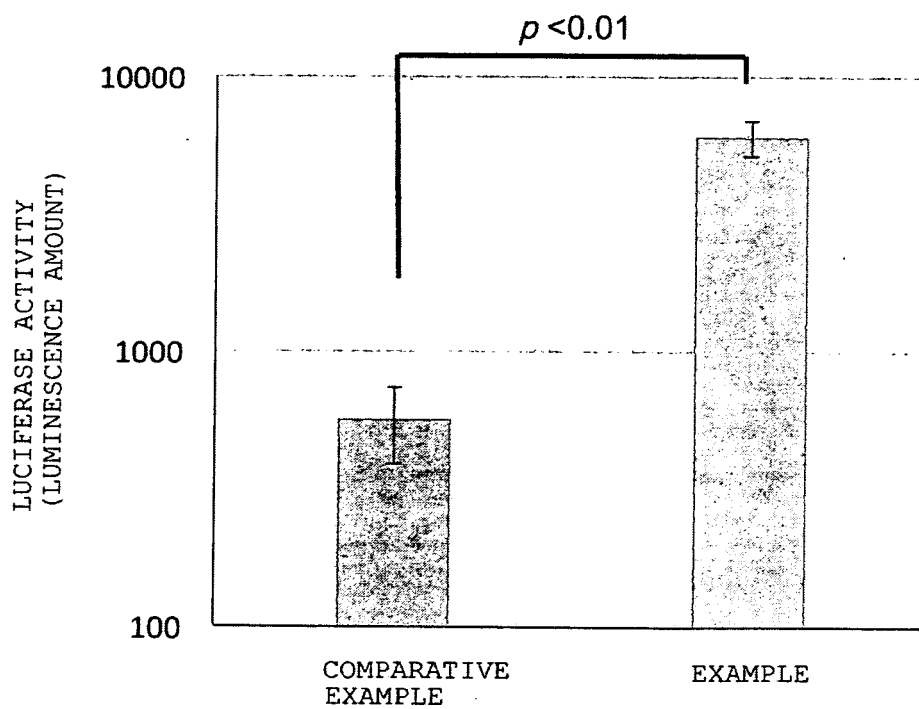 p <0.01
10000
1000
100
LUCIFERASE ACTIVITY
(LUMINESCENCE AMOUNT)
COMPARATIVE
EXAMPLE
EXAMPLE